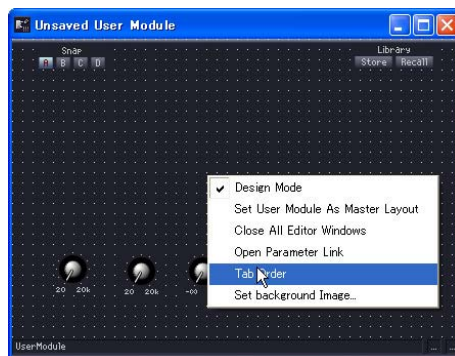 Unsaved User Module
Snap
Library
A B C D
Store Recall
Design Mode
Set User Module As Master Layout
Close All Editor Windows
Open Parameter Link
Tab Order
Set background Image...
20 20k 20 20k -∞
UserModule
... ...